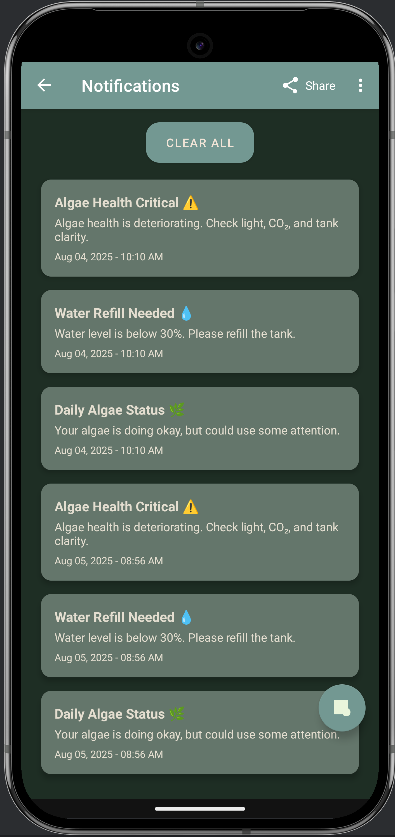 Notifications
Share
CLEAR ALL
Algae Health Critical ⚠️
Algae health is deteriorating. Check light, CO₂, and tank
clarity.
Aug 04, 2025 - 10:10 AM
Water Refill Needed 💧
Water level is below 30%. Please refill the tank.
Aug 04, 2025 - 10:10 AM
Daily Algae Status 🌿
Your algae is doing okay, but could use some attention.
Aug 04, 2025 - 10:10 AM
Algae Health Critical ⚠️
Algae health is deteriorating. Check light, CO₂, and tank
clarity.
Aug 05, 2025 - 08:56 AM
Water Refill Needed 💧
Water level is below 30%. Please refill the tank.
Aug 05, 2025 - 08:56 AM
Daily Algae Status 🌿
Your algae is doing okay, but could use some attention.
Aug 05, 2025 - 08:56 AM